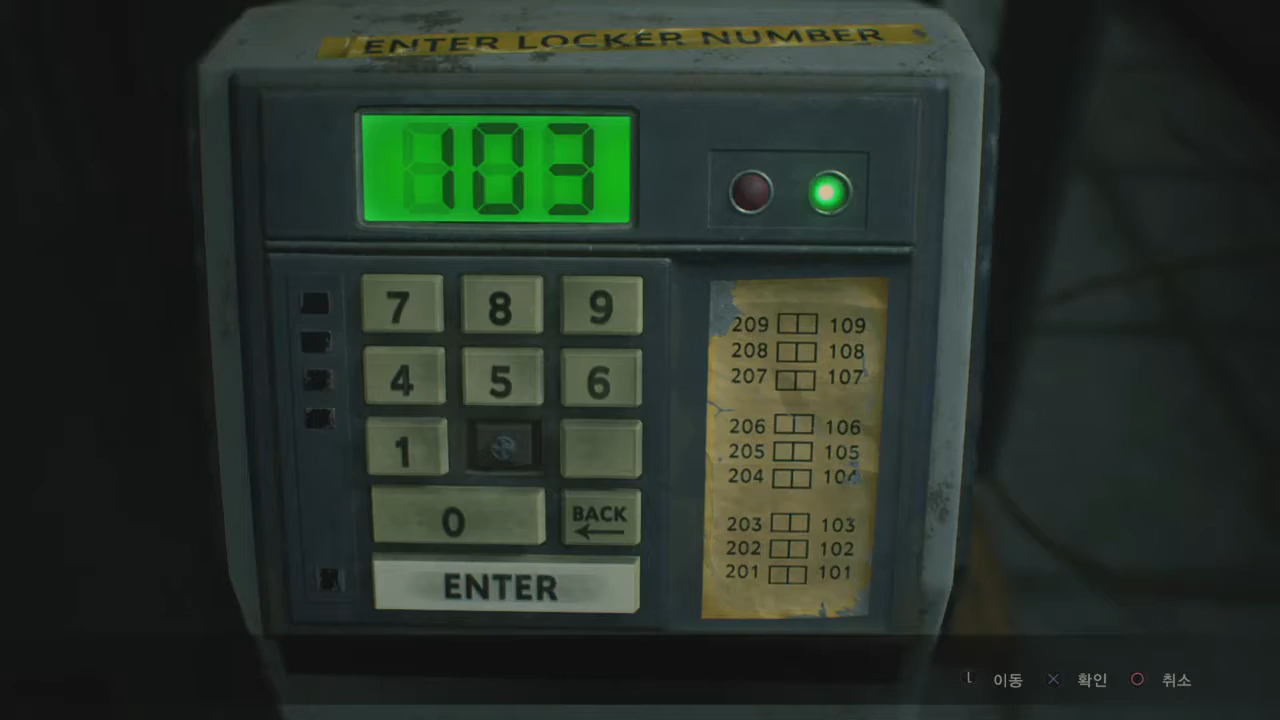 ENTER LOCKER NUMBER
103
7 8 9
4 5 6
1
0 BACK
ENTER
209 109
208 108
207 107
206 106
205 105
204 104
203 103
202 102
201 101
L 이동 확인 취소